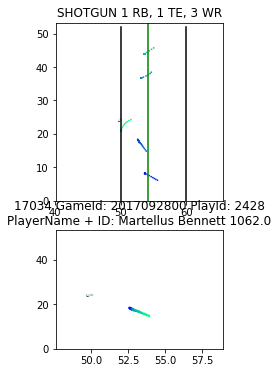 SHOTGUN 1 RB, 1 TE, 3 WR
50
40
30
20
10
0
40 50 60
17034 GameId: 2017092800 PlayId: 2428
PlayerName + ID: Martellus Bennett 1062.0
40
20
0
50.0 52.5 55.0 57.5